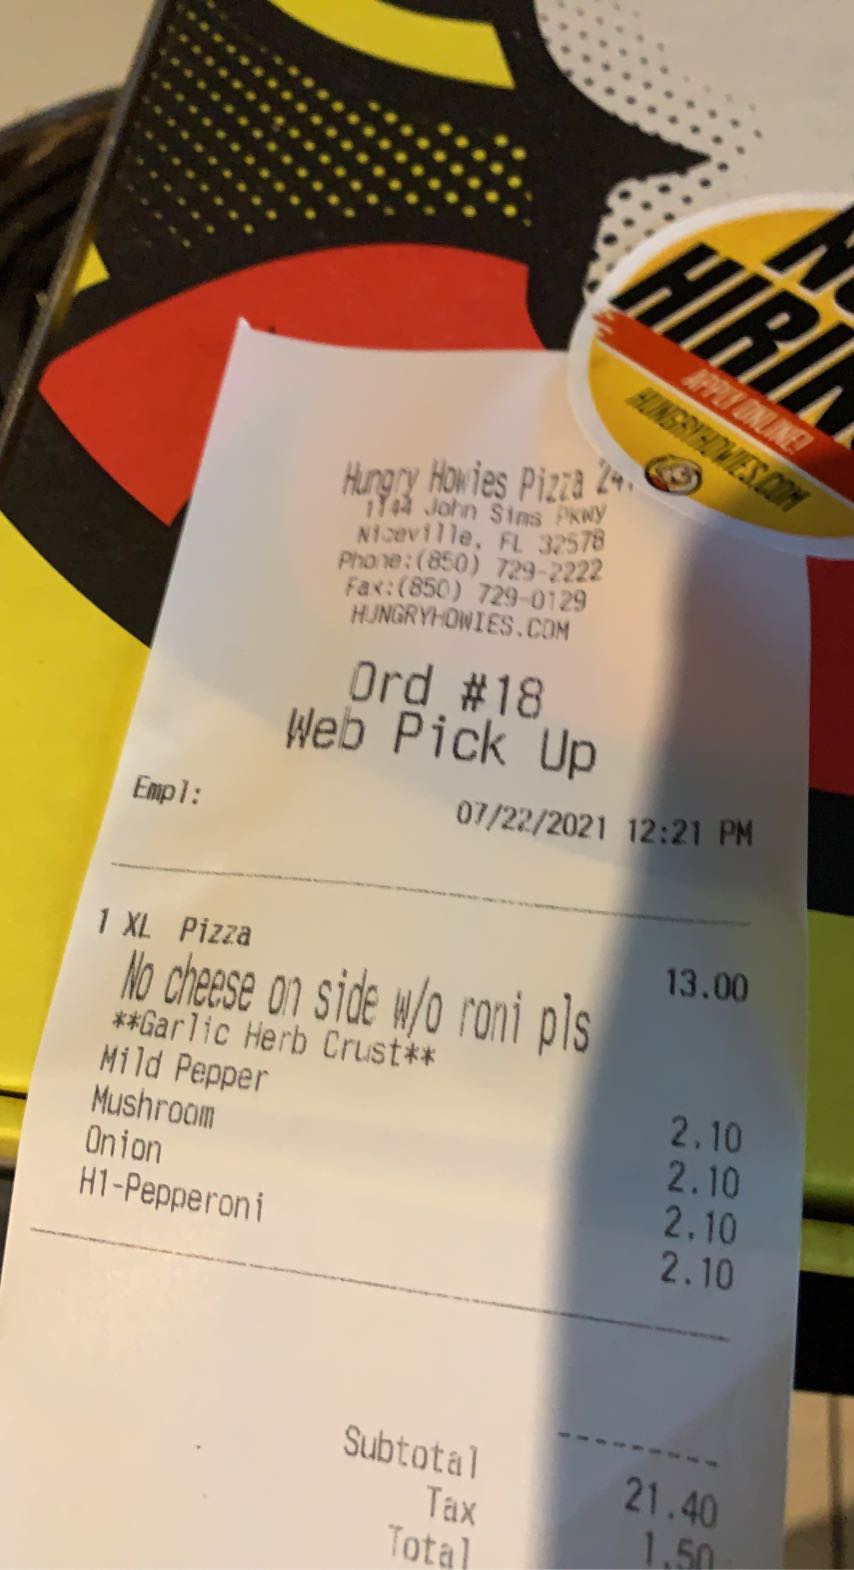 HIRIN
APPLY ONLINE!
HUNGRYHOWIES.COM
Hungry Howies Pizza 24
1144 John Sims Pkwy
Niceville, FL 32578
Phone:(850) 729-2222
Fax:(850) 729-0129
HUNGRYHOWIES.COM
Ord #18
Web Pick Up
Empl: 07/22/2021 12:21 PM
1 XL Pizza 13.00
No cheese on side w/o roni pls
**Garlic Herb Crust**
Mild Pepper 2.10
Mushroom 2.10
Onion 2.10
H1-Pepperoni 2.10
Subtotal 21.40
Tax 1.50
Total